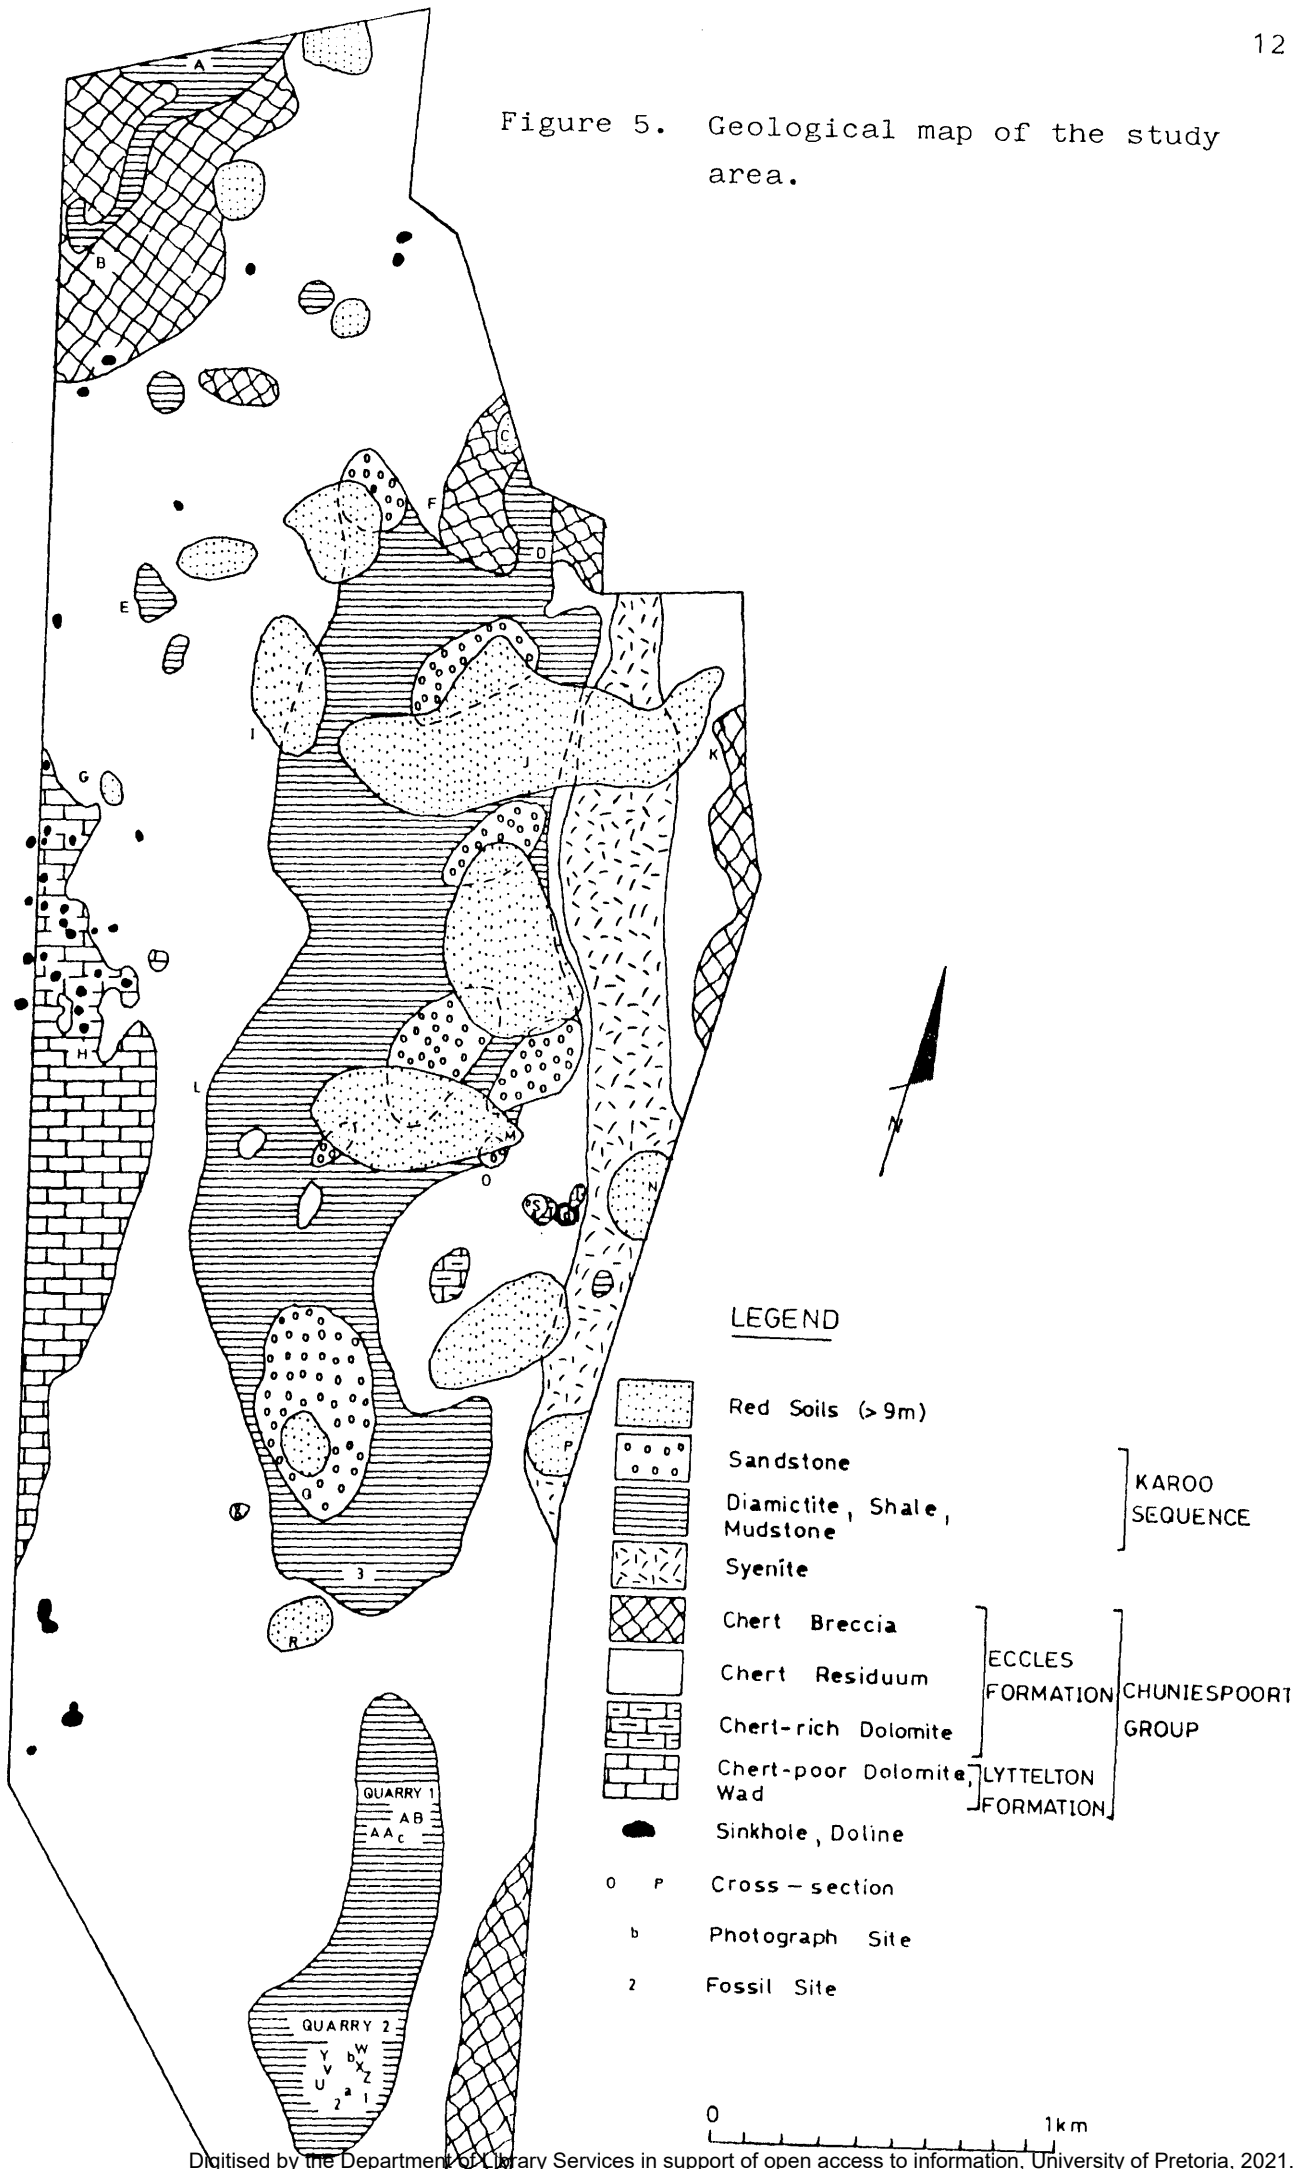 12
Figure 5. Geological map of the study
area.
A
B
C
F
D
E
I
J
G
K
H
L
M
O
N
S
P
Q
3
R
QUARRY 1
AB
AA c
QUARRY 2
Y b W
V X Z
U a
2 1
N
LEGEND
Red Soils (>9m)
Sandstone
Diamictite, Shale,
Mudstone
KAROO
SEQUENCE
Syenite
Chert Breccia
Chert Residuum
Chert-rich Dolomite
ECCLES
FORMATION
CHUNIESPOORT
GROUP
Chert-poor Dolomite,
Wad
LYTTELTON
FORMATION
Sinkhole, Doline
O P Cross-section
b Photograph Site
2 Fossil Site
0 1km
Digitised by the Department of Library Services in support of open access to information, University of Pretoria, 2021.